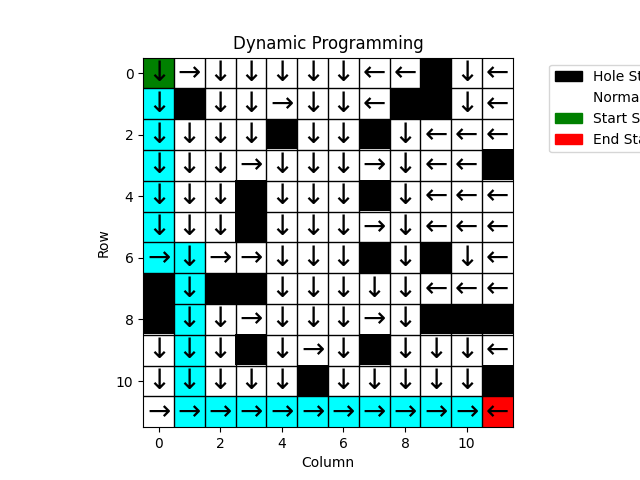 Dynamic Programming
Hole St
Norma
Start S
End Sta
Row
0
2
4
6
8
10
0 2 4 6 8 10
Column